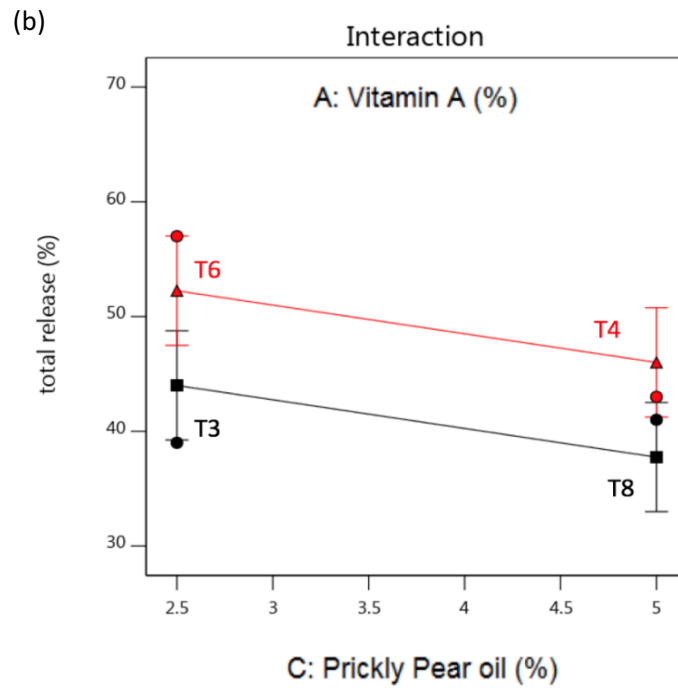 (b)
Interaction
A: Vitamin A (%)
total release (%)
70
60
50
40
30
T6
T4
T3
T8
2.5
3
3.5
4
4.5
5
C: Prickly Pear oil (%)